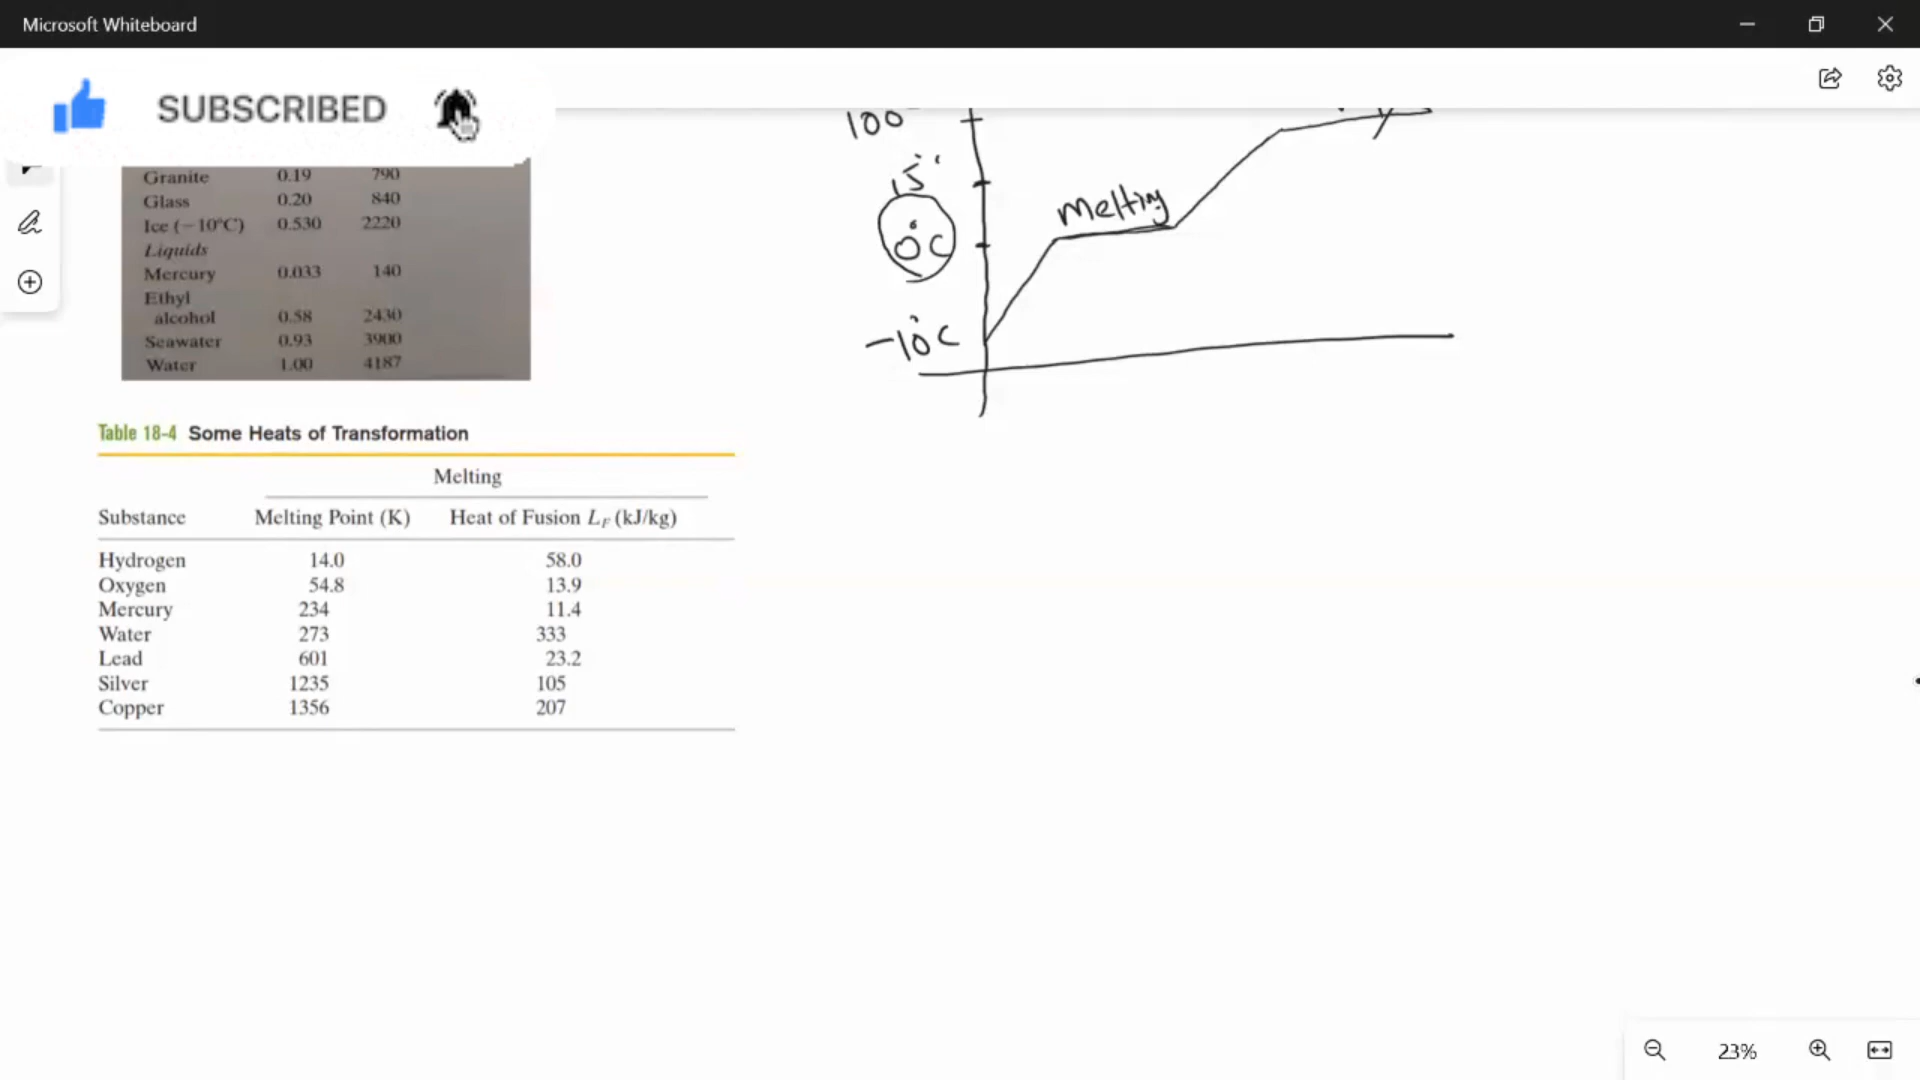 Microsoft Whiteboard
SUBSCRIBED
Granite 0.19 790
Glass 0.20 840
Ice (−10°C) 0.530 2220
Liquids
Mercury 0.033 140
Ethyl
alcohol 0.58 2430
Seawater 0.93 3900
Water 1.00 4187
Table 18-4 Some Heats of Transformation
Melting
Substance Melting Point (K) Heat of Fusion LF (kJ/kg)
Hydrogen 14.0 58.0
Oxygen 54.8 13.9
Mercury 234 11.4
Water 273 333
Lead 601 23.2
Silver 1235 105
Copper 1356 207
100°
15°
melting
0°C
-10°C
23%